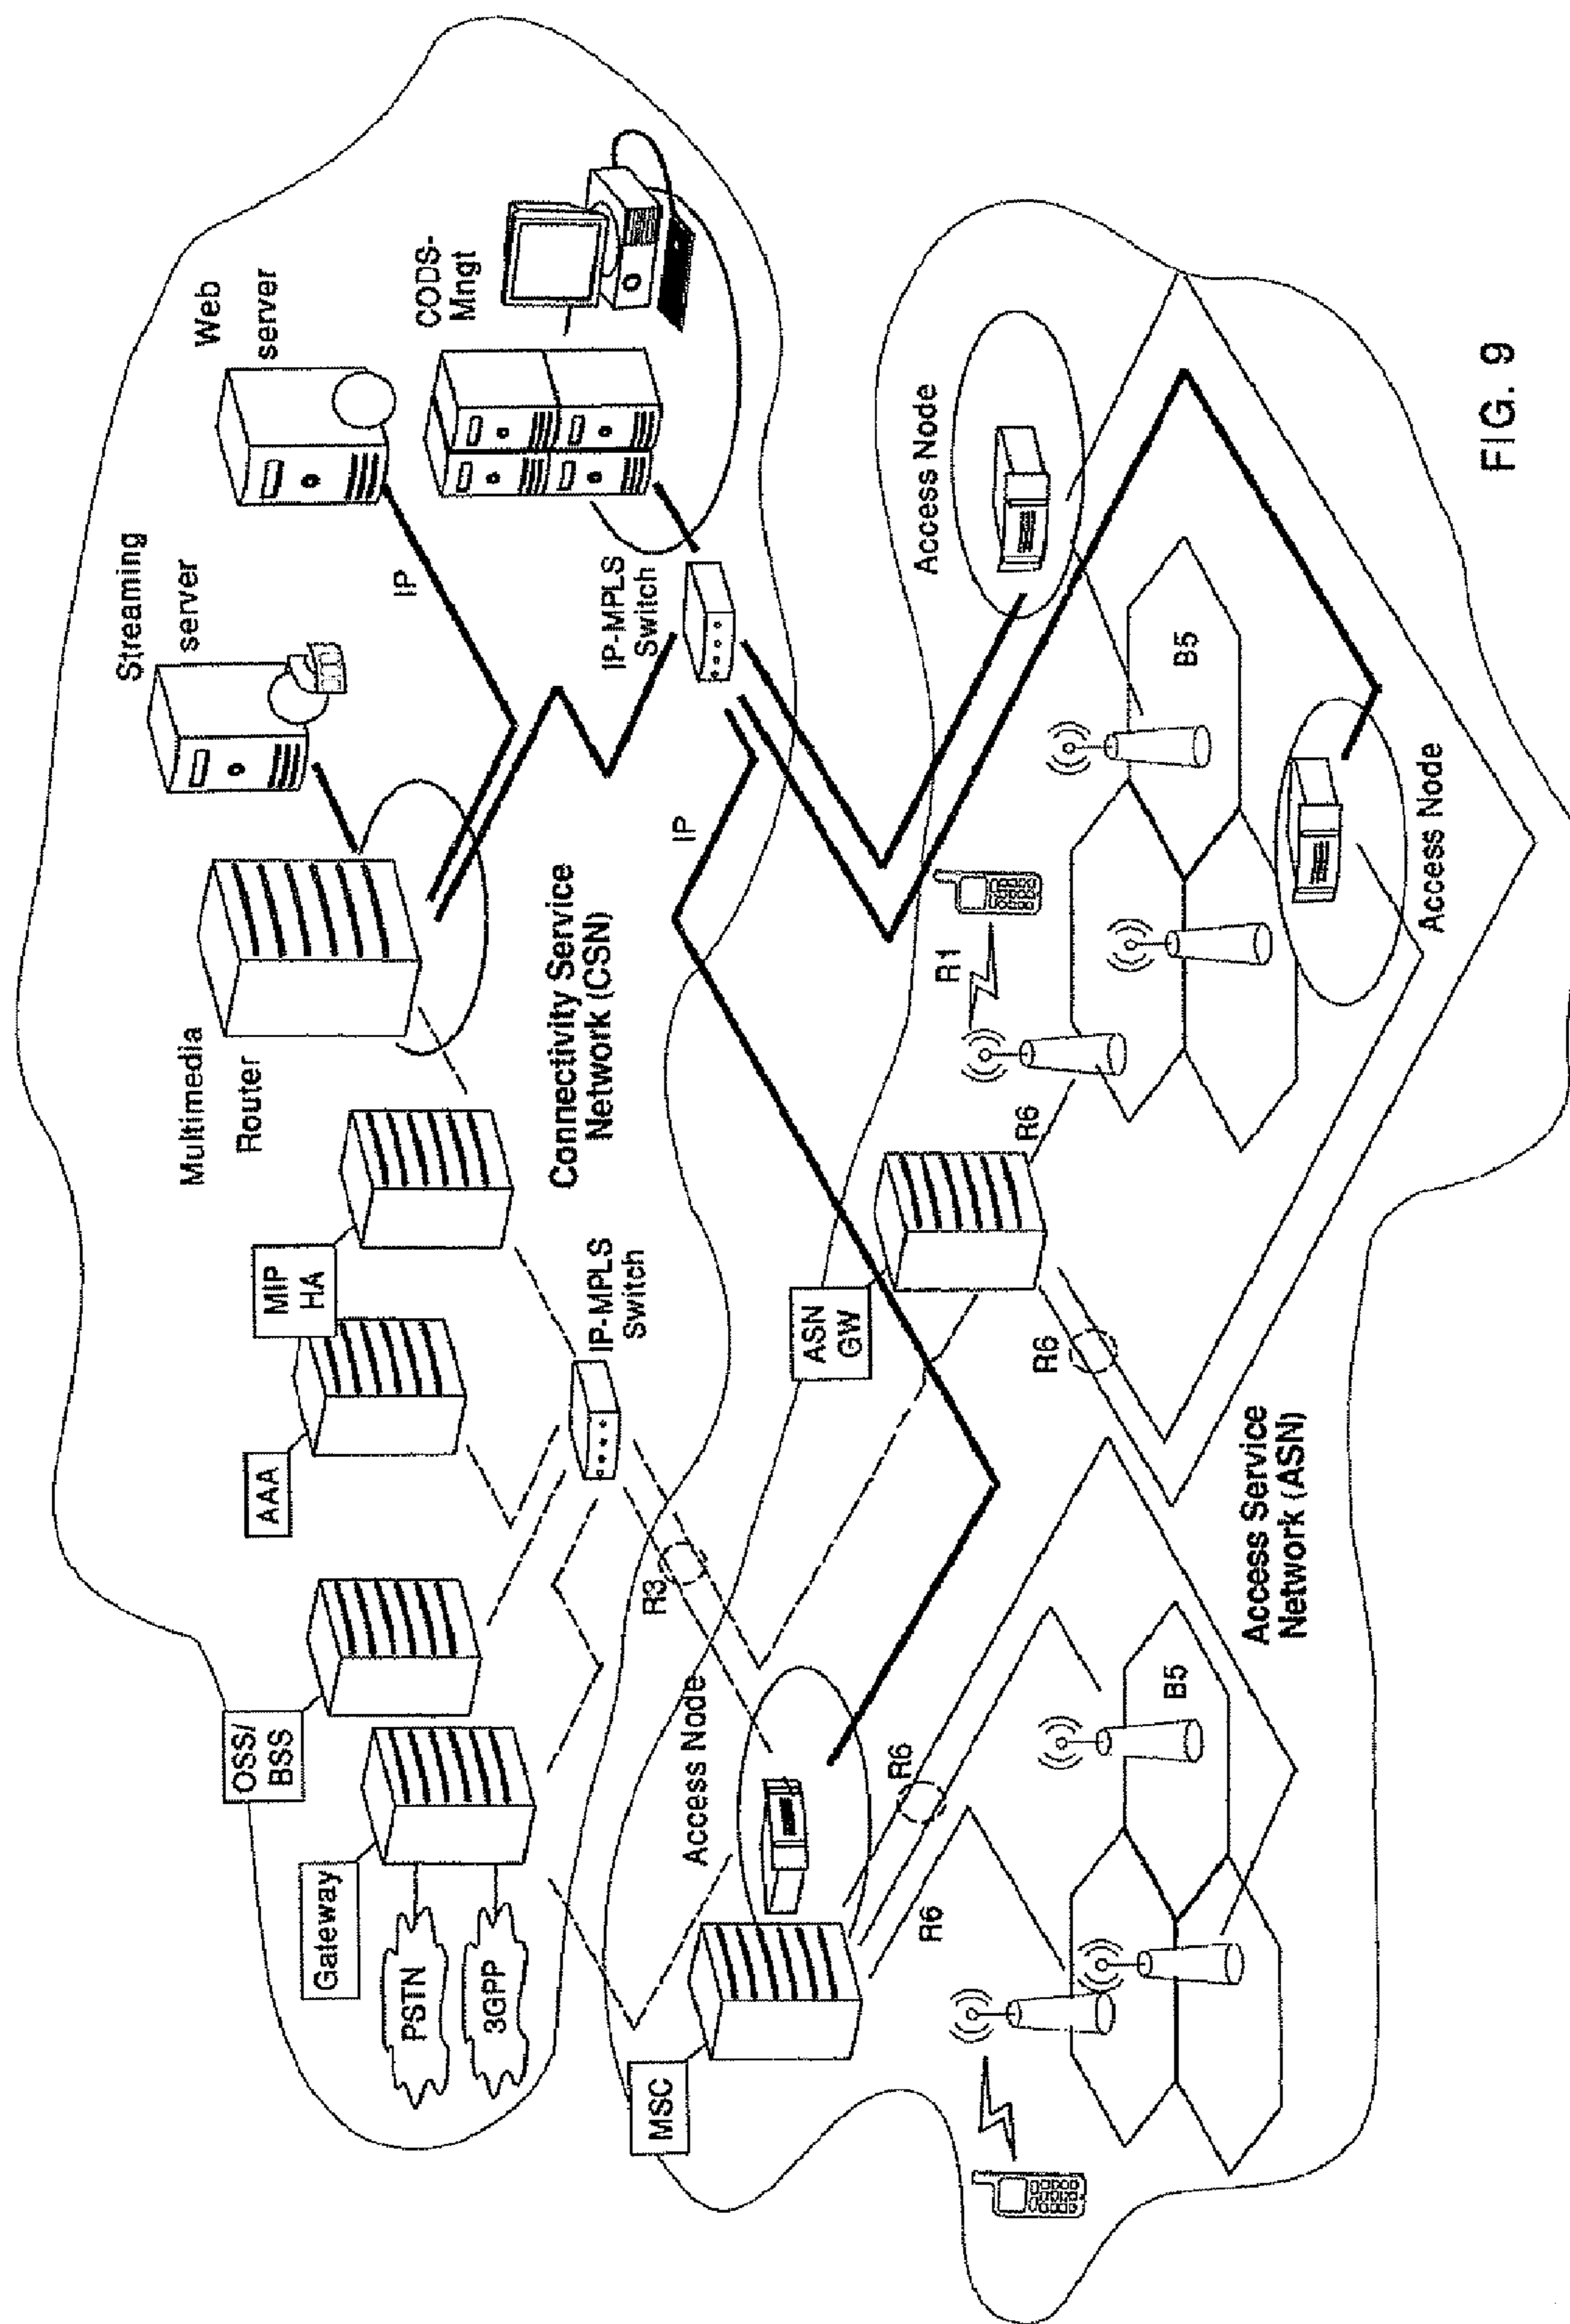 Streaming
server
Web
server
Multimedia
Router
IP
CODS-
Mngt
MIP
HA
AAA
OSS/
BSS
Gateway
PSTN
3GPP
Connectivity Service
Network (CSN)
IP-MPLS
Switch
IP-MPLS
Switch
R3
IP
MSC
Access Node
ASN
GW
Access Node
R6
R6
R6
R6
R1
B5
B5
Access Node
Access Service
Network (ASN)
FIG. 9